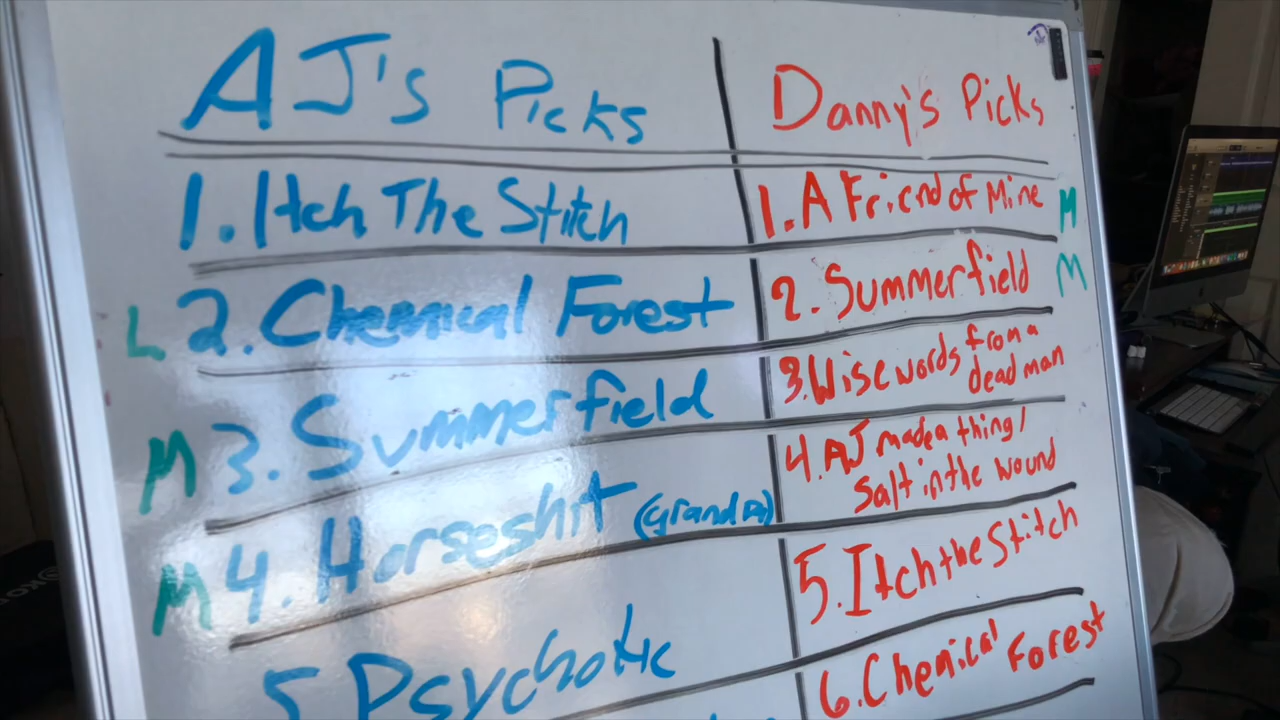 AJ's Picks
1. Itch The Stitch
L 2. Chemical Forest
M 3. Summerfield
M 4. Horseshit (Grandpa)
5 Psychotic
Danny's Picks
1. A Friend of Mine M
2. Summerfield M
3. Wise words from a
dead man
4. AJ made a thing/
Salt in the wound
5. Itch the Stitch
6. Chemical Forest